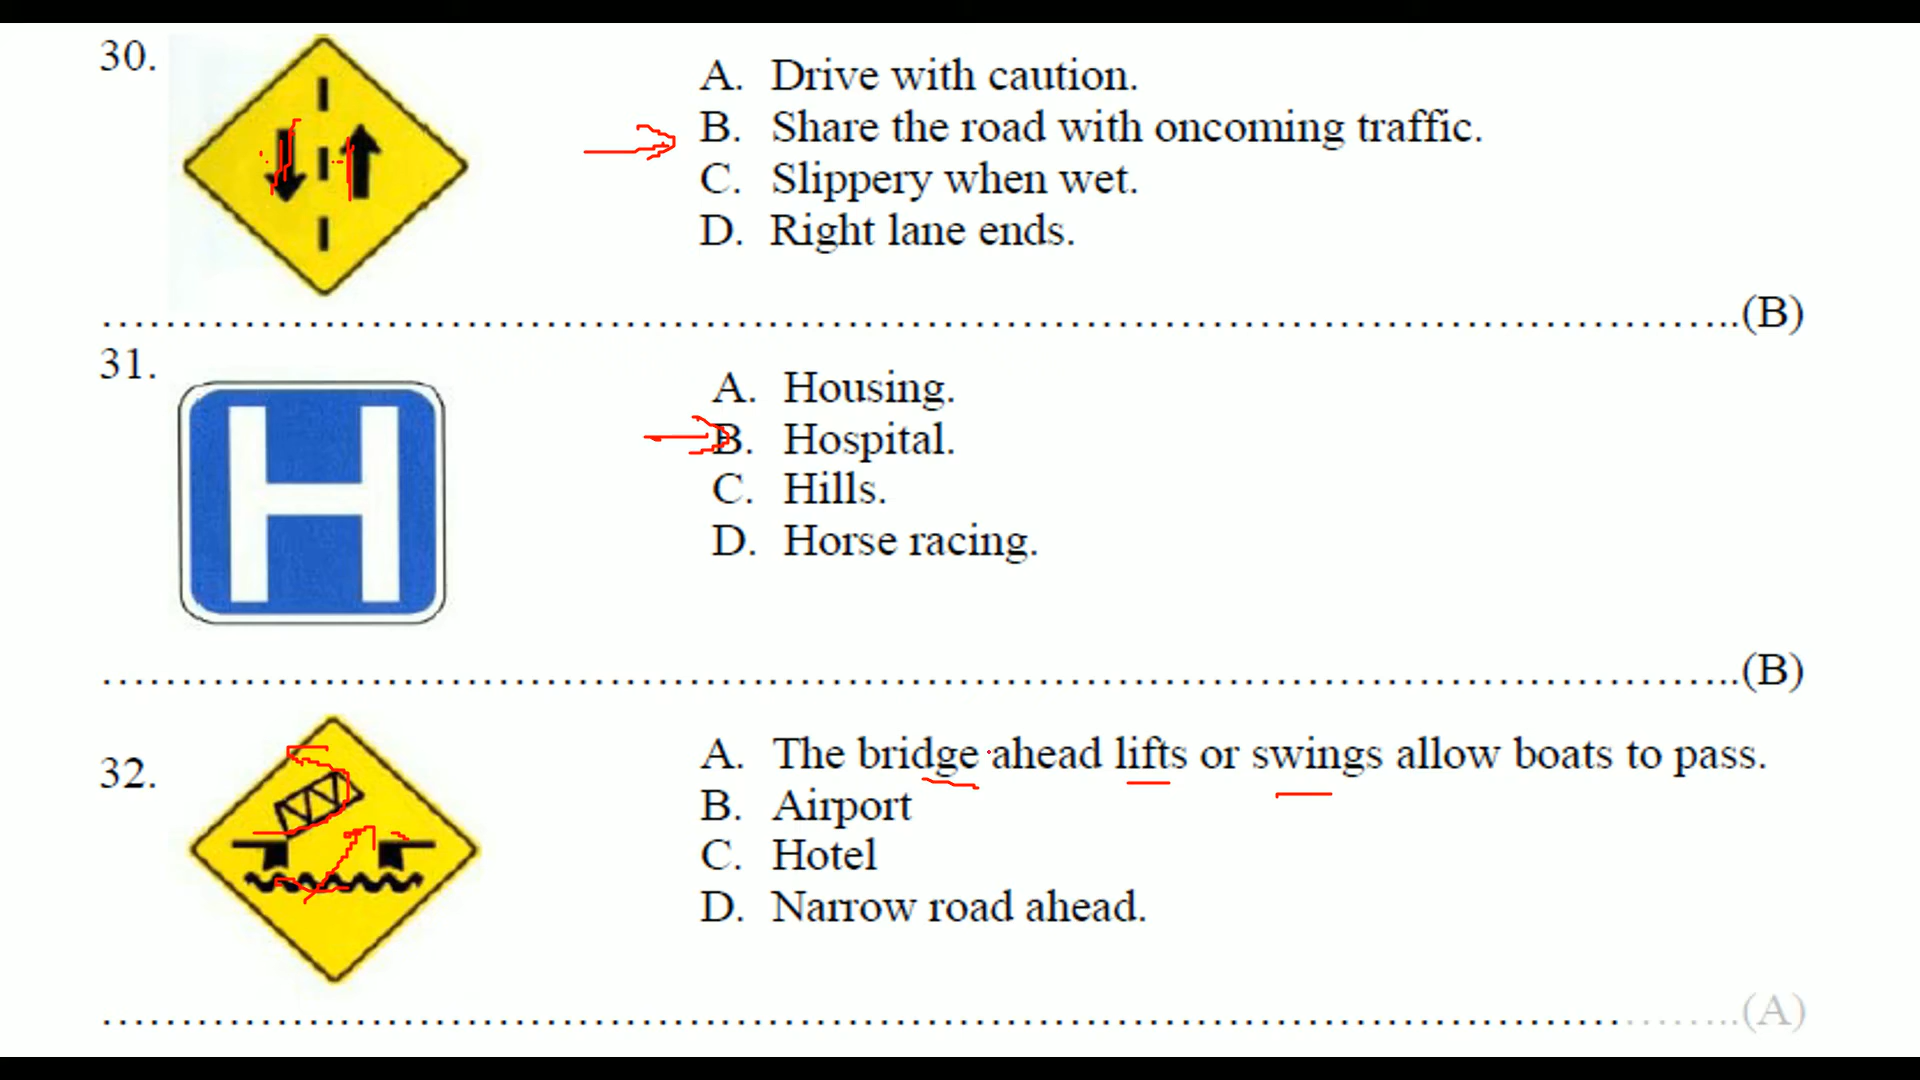 30.
A. Drive with caution.
B. Share the road with oncoming traffic.
C. Slippery when wet.
D. Right lane ends.
........................................................................................(B)
31.
H
A. Housing.
B. Hospital.
C. Hills.
D. Horse racing.
........................................................................................(B)
32.
A. The bridge ahead lifts or swings allow boats to pass.
B. Airport
C. Hotel
D. Narrow road ahead.
........................................................................................(A)